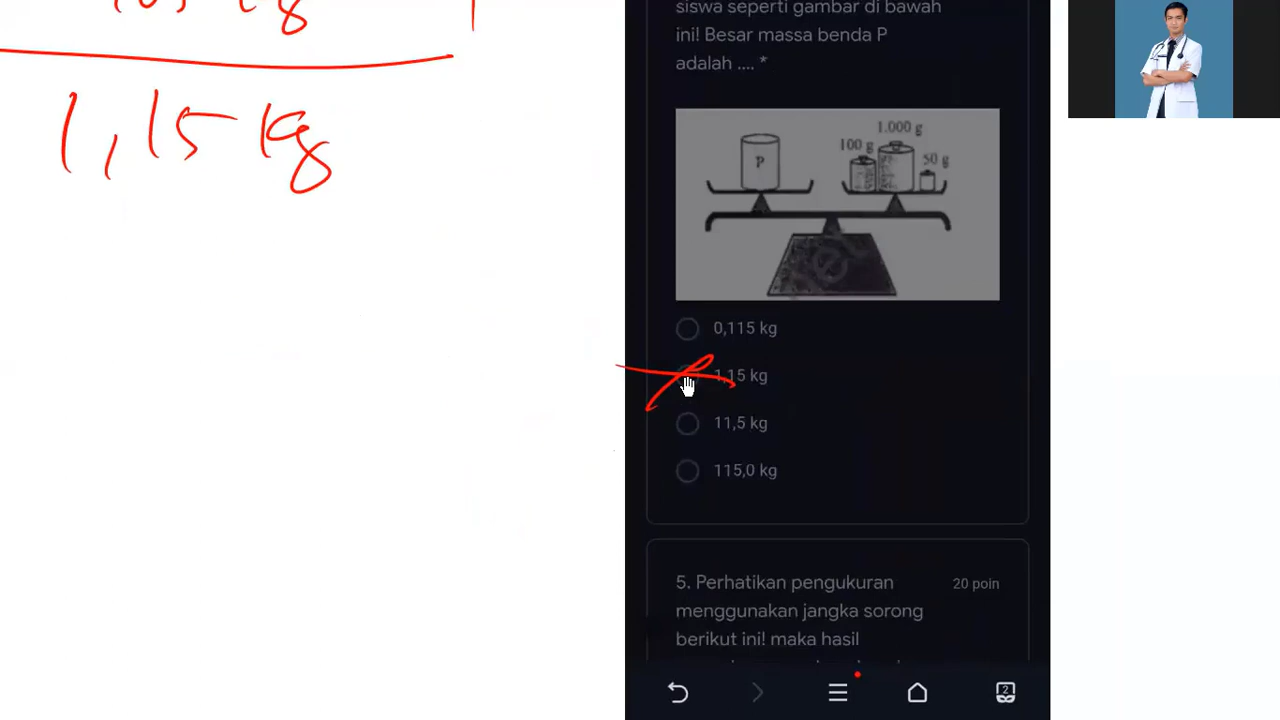 1,15 kg
siswa seperti gambar di bawah
ini! Besar massa benda P
adalah .... *
P
100 g
1.000 g
50 g
0,115 kg
1,15 kg
11,5 kg
115,0 kg
5. Perhatikan pengukuran
20 poin
menggunakan jangka sorong
berikut ini! maka hasil
2